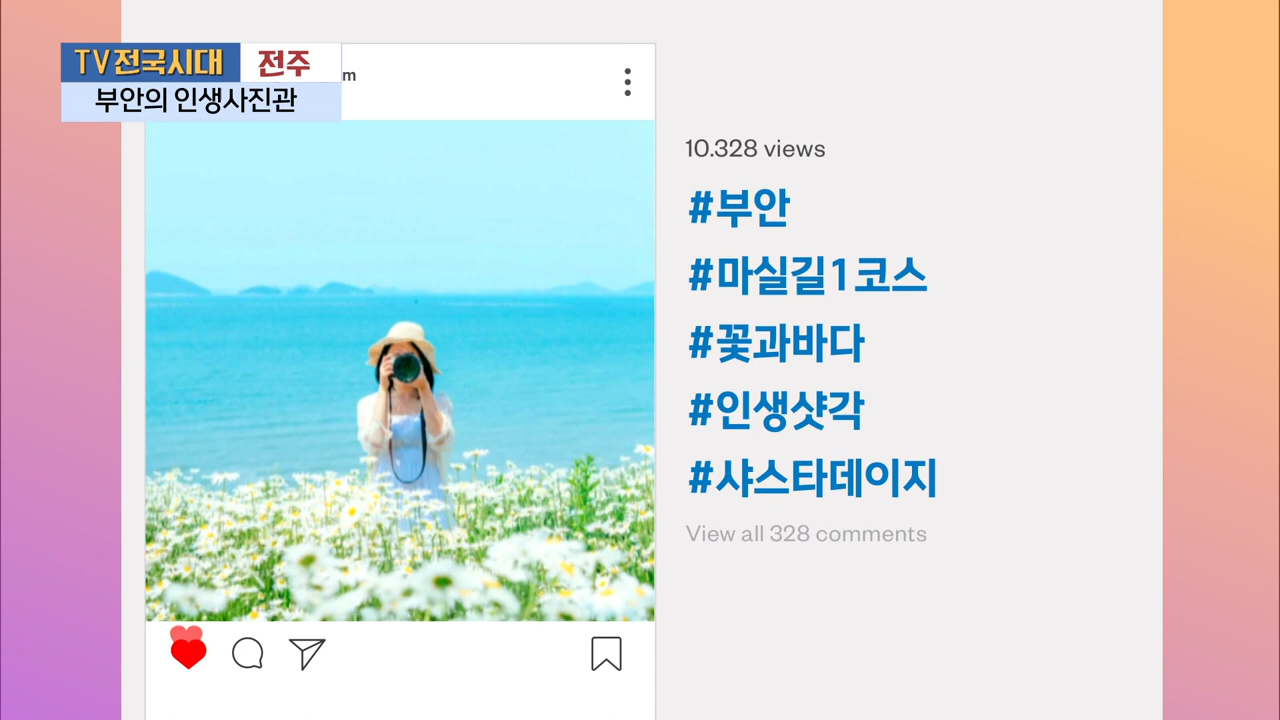 TV전국시대 전주
부안의 인생사진관
m
10.328 views
#부안
#마실길1코스
#꽃과바다
#인생샷각
#샤스타데이지
View all 328 comments